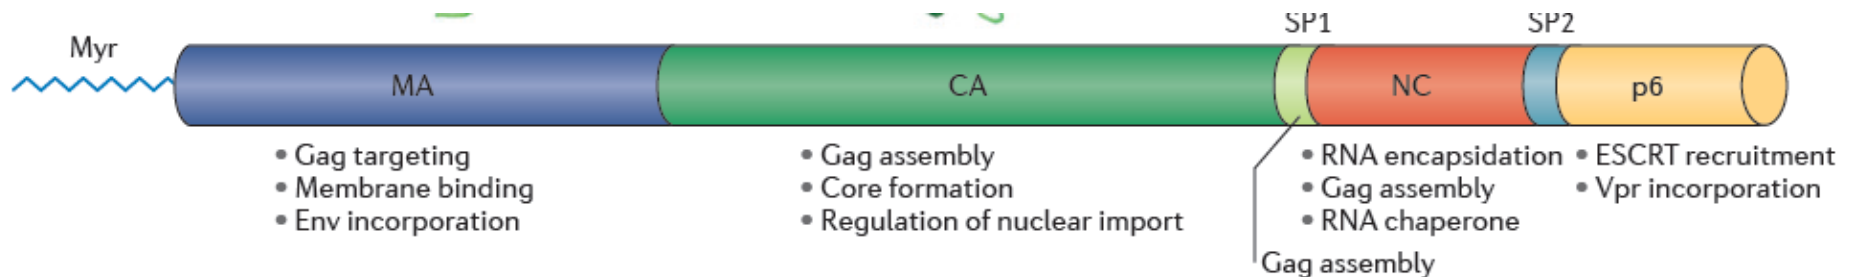 SP1
SP2
Myr
MA
CA
NC
p6
• Gag targeting
• Membrane binding
• Env incorporation
• Gag assembly
• Core formation
• Regulation of nuclear import
Gag assembly
• RNA encapsidation
• Gag assembly
• RNA chaperone
• ESCRT recruitment
• Vpr incorporation